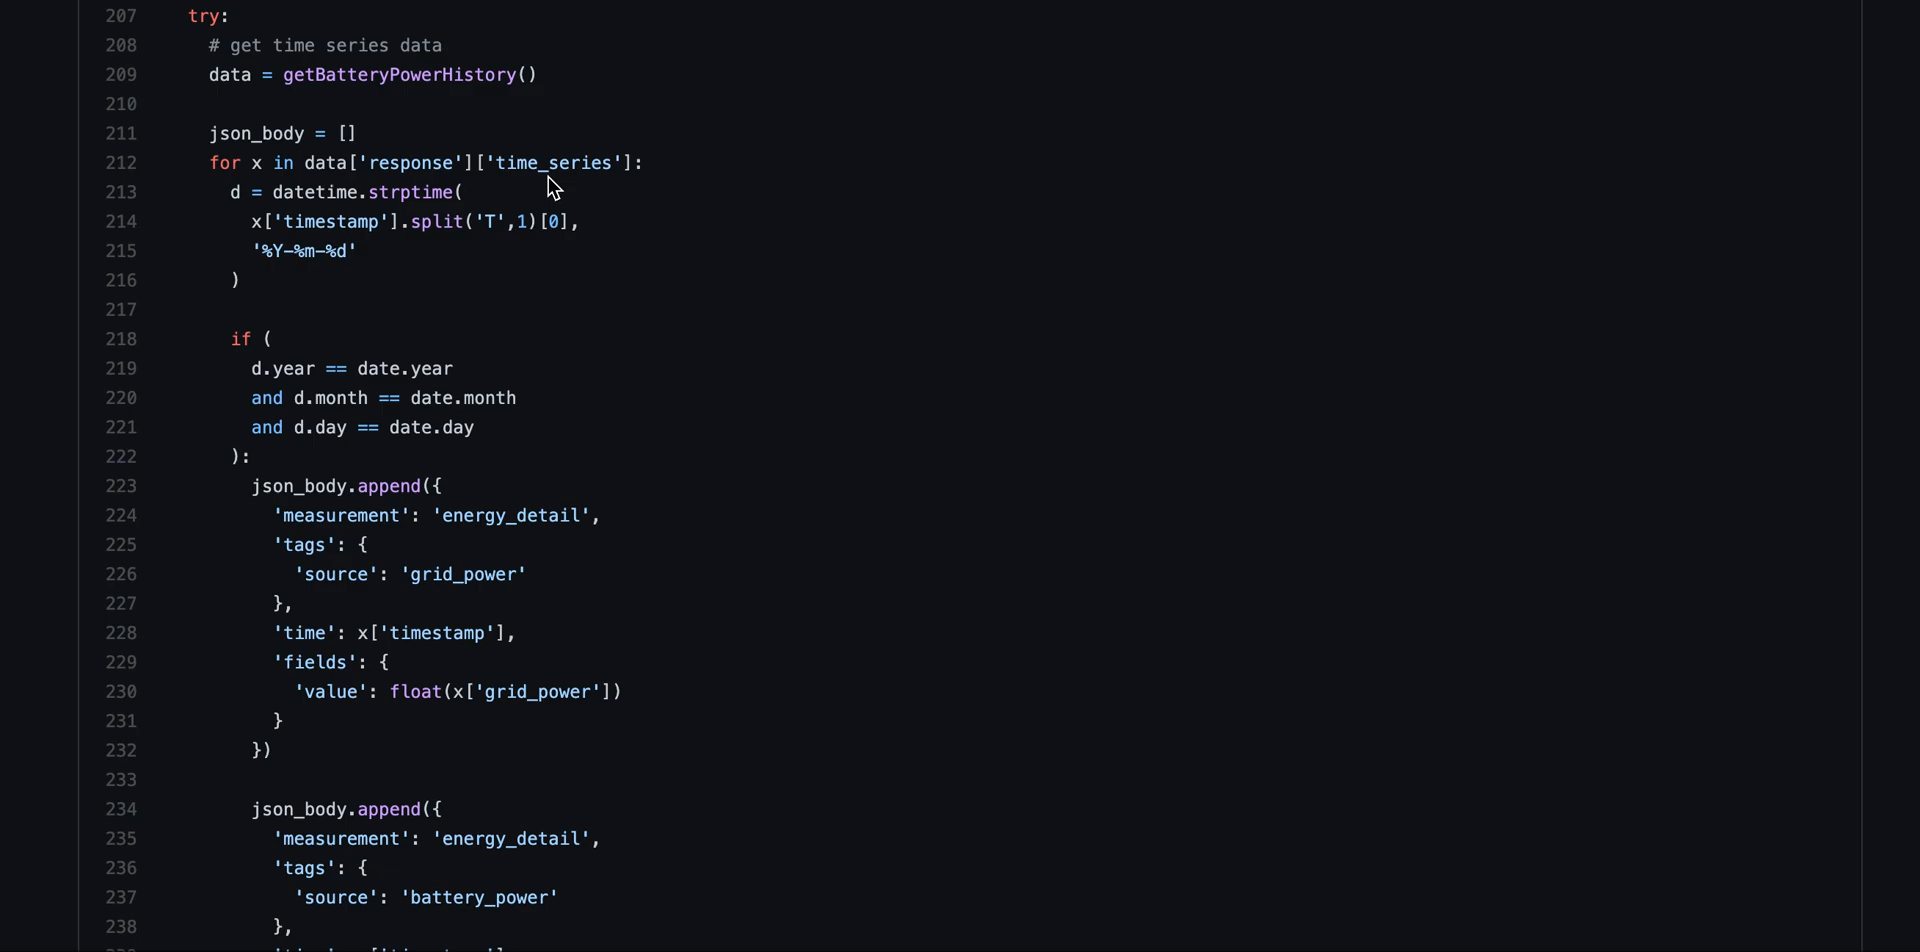 207 try:
208 # get time series data
209 data = getBatteryPowerHistory()
210
211 json_body = []
212 for x in data['response']['time_series']:
213 d = datetime.strptime(
214 x['timestamp'].split('T',1)[0],
215 '%Y-%m-%d'
216 )
217
218 if (
219 d.year == date.year
220 and d.month == date.month
221 and d.day == date.day
222 ):
223 json_body.append({
224 'measurement': 'energy_detail',
225 'tags': {
226 'source': 'grid_power'
227 },
228 'time': x['timestamp'],
229 'fields': {
230 'value': float(x['grid_power'])
231 }
232 })
233
234 json_body.append({
235 'measurement': 'energy_detail',
236 'tags': {
237 'source': 'battery_power'
238 },